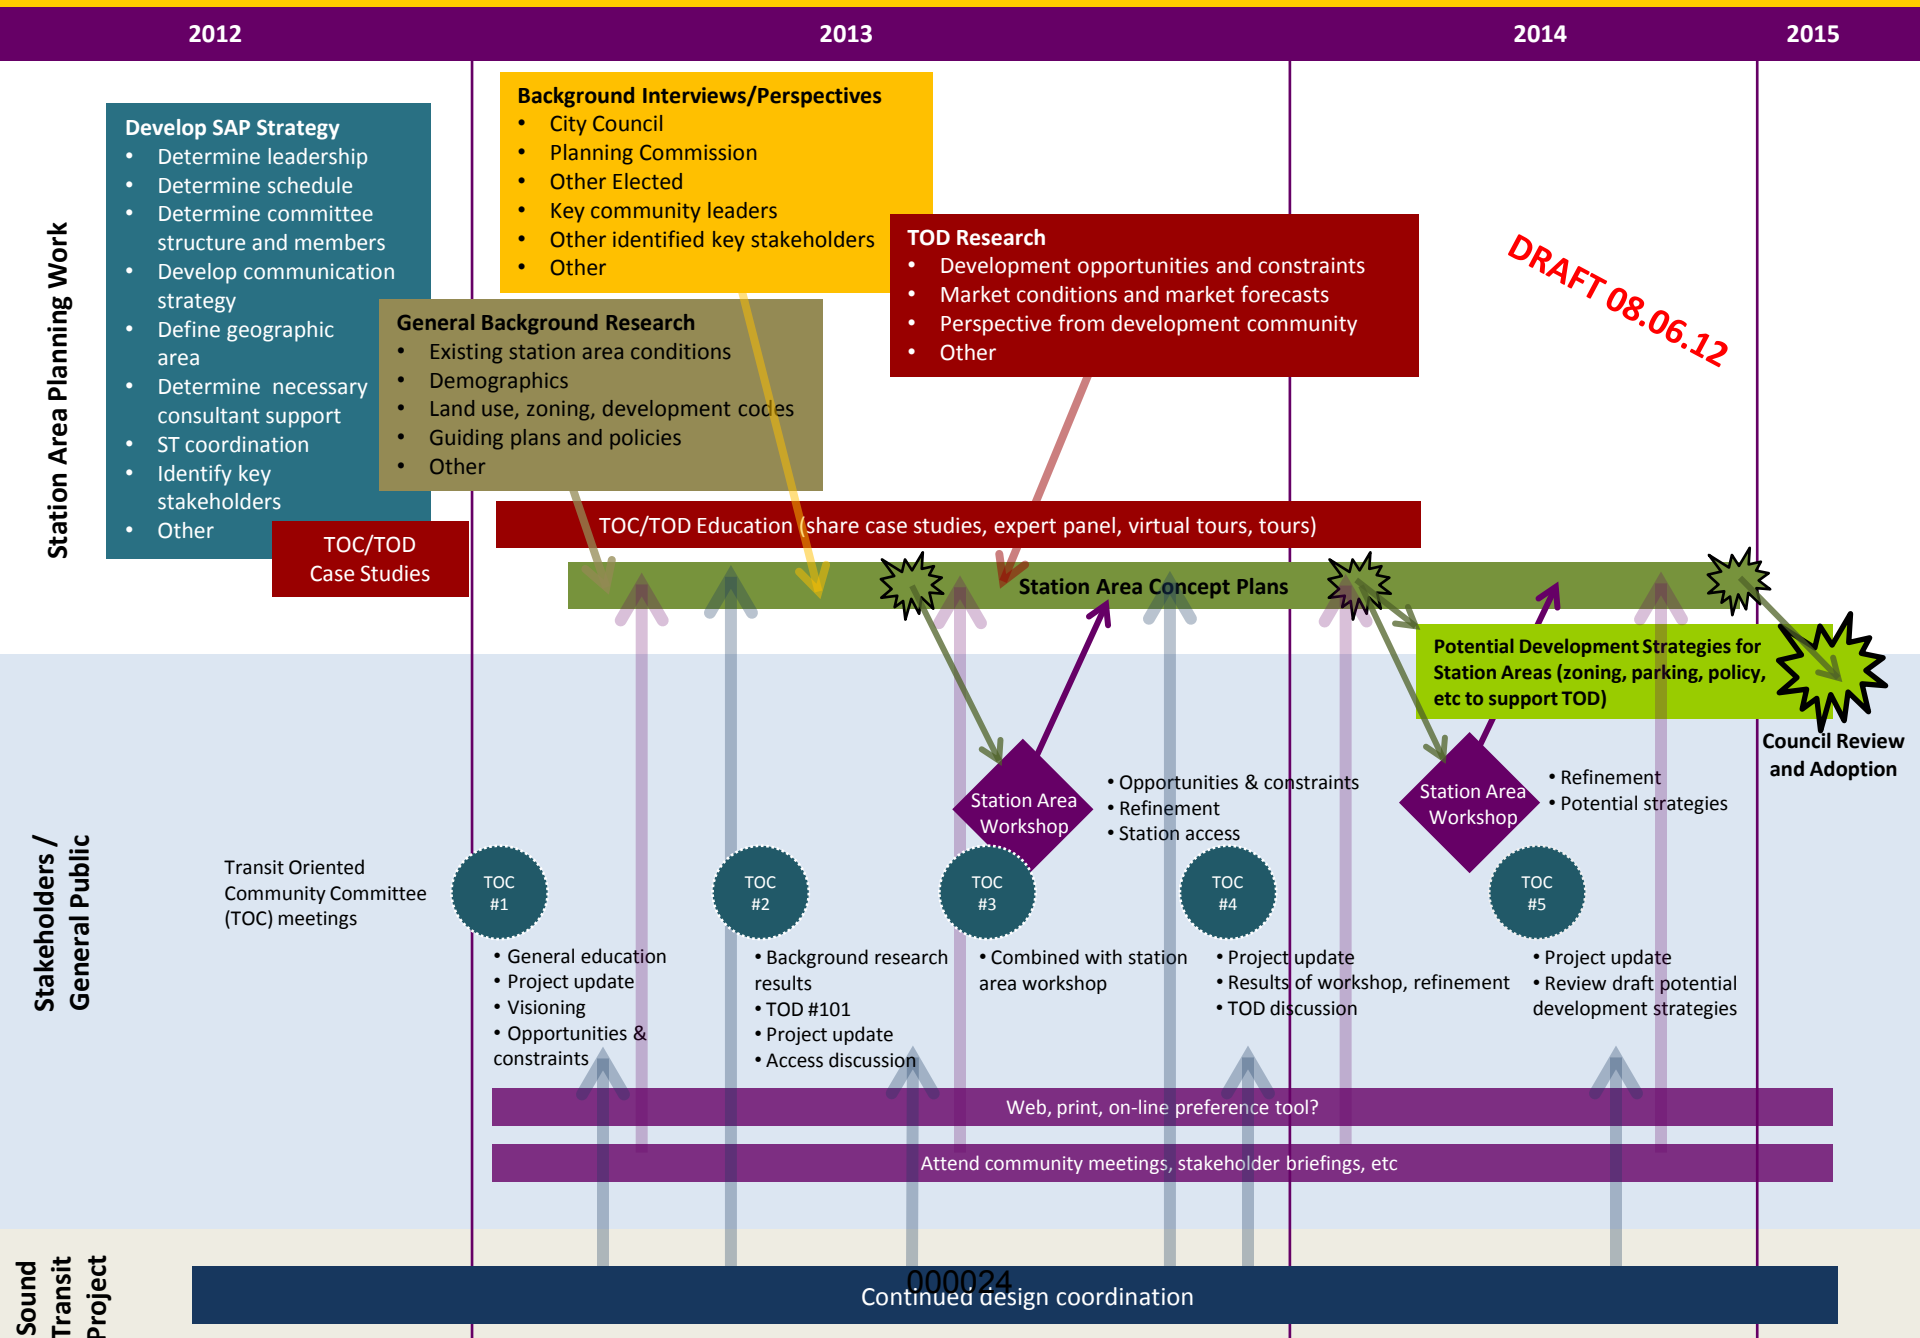 2012
2013
2014
2015
Station Area Planning Work
Develop SAP Strategy
• Determine leadership
• Determine schedule
• Determine committee
structure and members
• Develop communication
strategy
• Define geographic
area
• Determine necessary
consultant support
• ST coordination
• Identify key
stakeholders
• Other
TOC/TOD
Case Studies
Background Interviews/Perspectives
• City Council
• Planning Commission
• Other Elected
• Key community leaders
• Other identified key stakeholders
• Other
General Background Research
• Existing station area conditions
• Demographics
• Land use, zoning, development codes
• Guiding plans and policies
• Other
TOD Research
• Development opportunities and constraints
• Market conditions and market forecasts
• Perspective from development community
• Other
DRAFT 08.06.12
TOC/TOD Education (share case studies, expert panel, virtual tours, tours)
Station Area Concept Plans
Potential Development Strategies for
Station Areas (zoning, parking, policy,
etc to support TOD)
Council Review
and Adoption
Stakeholders /
General Public
Station Area
Workshop
• Opportunities & constraints
• Refinement
• Station access
Station Area
Workshop
• Refinement
• Potential strategies
Transit Oriented
Community Committee
(TOC) meetings
TOC
#1
TOC
#2
TOC
#3
TOC
#4
TOC
#5
• General education
• Project update
• Visioning
• Opportunities &
constraints
• Background research
results
• TOD #101
• Project update
• Access discussion
• Combined with station
area workshop
• Project update
• Results of workshop, refinement
• TOD discussion
• Project update
• Review draft potential
development strategies
Web, print, on-line preference tool?
Attend community meetings, stakeholder briefings, etc
Sound
Transit
Project
000024
Continued design coordination